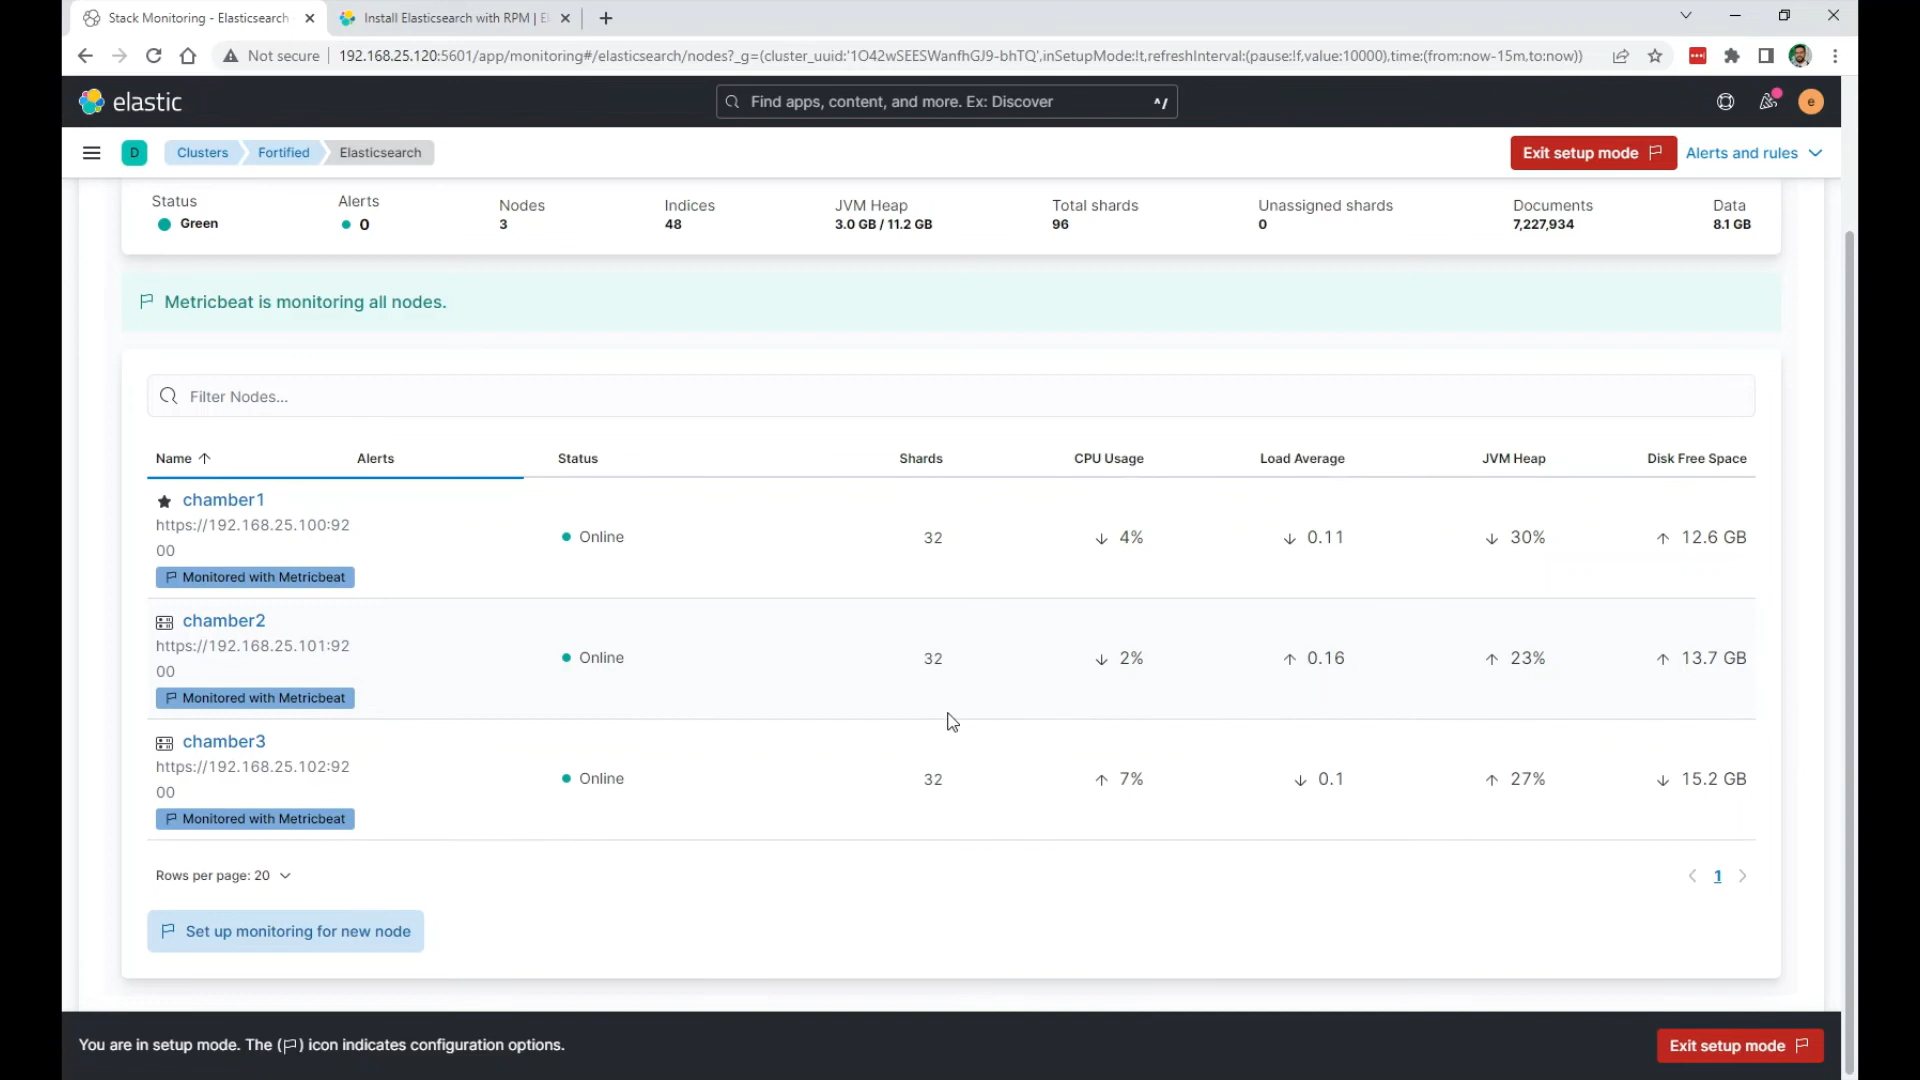 Stack Monitoring - Elasticsearch
Install Elasticsearch with RPM | El
Not secure
192.168.25.120:5601/app/monitoring#/elasticsearch/nodes?_g=(cluster_uuid:'1O42wSEESWanfhGJ9-bhTQ',inSetupMode:!t,refreshInterval:(pause:!f,value:10000),time:(from:now-15m,to:now))
elastic
Find apps, content, and more. Ex: Discover ^/
e
D
Clusters Fortified Elasticsearch
Exit setup mode
Alerts and rules
Status Alerts Nodes Indices JVM Heap Total shards Unassigned shards Documents Data
Green 0 3 48 3.0 GB / 11.2 GB 96 0 7,227,934 8.1 GB
Metricbeat is monitoring all nodes.
Filter Nodes...
Name ↑ Alerts Status Shards CPU Usage Load Average JVM Heap Disk Free Space
chamber1
https://192.168.25.100:92
00
Online 32 ↓ 4% ↓ 0.11 ↓ 30% ↑ 12.6 GB
Monitored with Metricbeat
chamber2
https://192.168.25.101:92
00
Online 32 ↓ 2% ↑ 0.16 ↑ 23% ↑ 13.7 GB
Monitored with Metricbeat
chamber3
https://192.168.25.102:92
00
Online 32 ↑ 7% ↓ 0.1 ↑ 27% ↓ 15.2 GB
Monitored with Metricbeat
Rows per page: 20
1
Set up monitoring for new node
You are in setup mode. The ( ) icon indicates configuration options.
Exit setup mode